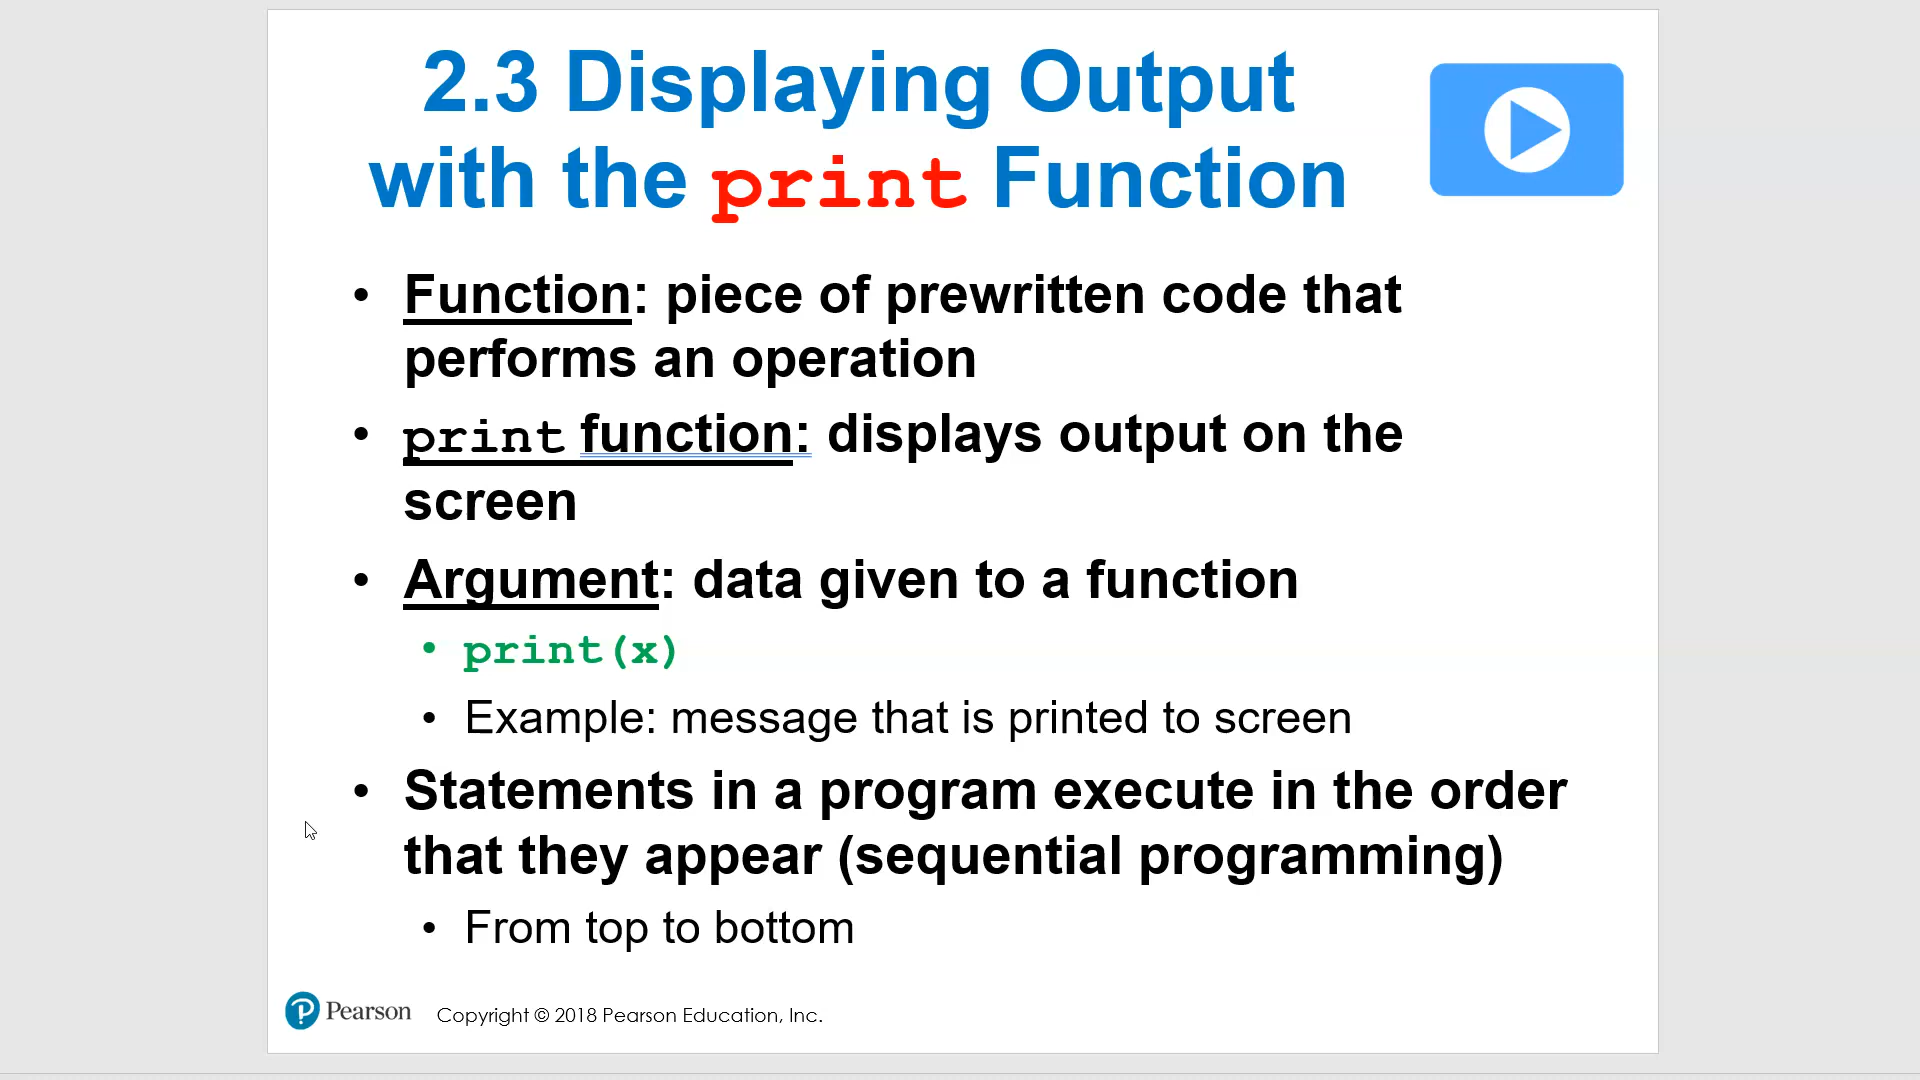 2.3 Displaying Output
with the print Function
• Function: piece of prewritten code that
performs an operation
• print function: displays output on the
screen
• Argument: data given to a function
• print(x)
• Example: message that is printed to screen
• Statements in a program execute in the order
that they appear (sequential programming)
• From top to bottom
Pearson Copyright © 2018 Pearson Education, Inc.